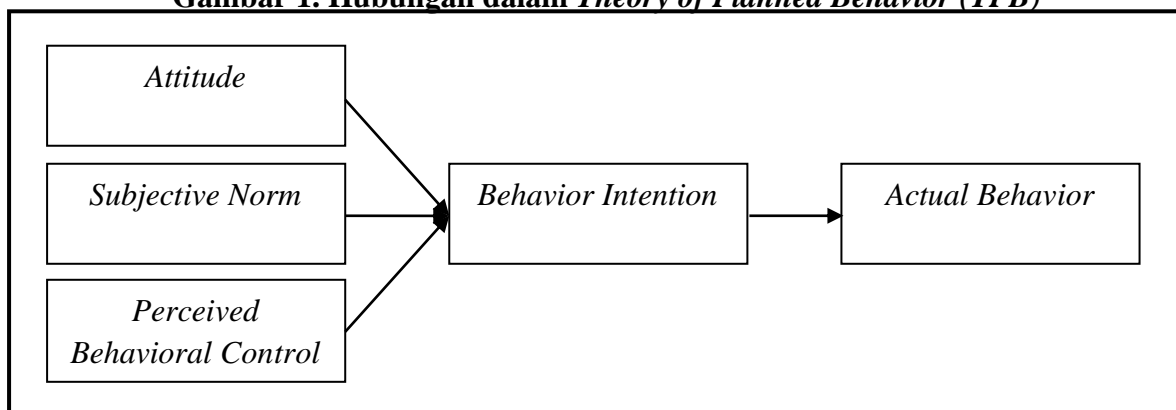 Gambar 1. Hubungan dalam Theory of Planned Behavior (TPB)
Attitude
Subjective Norm
Behavior Intention
Actual Behavior
Perceived
Behavioral Control